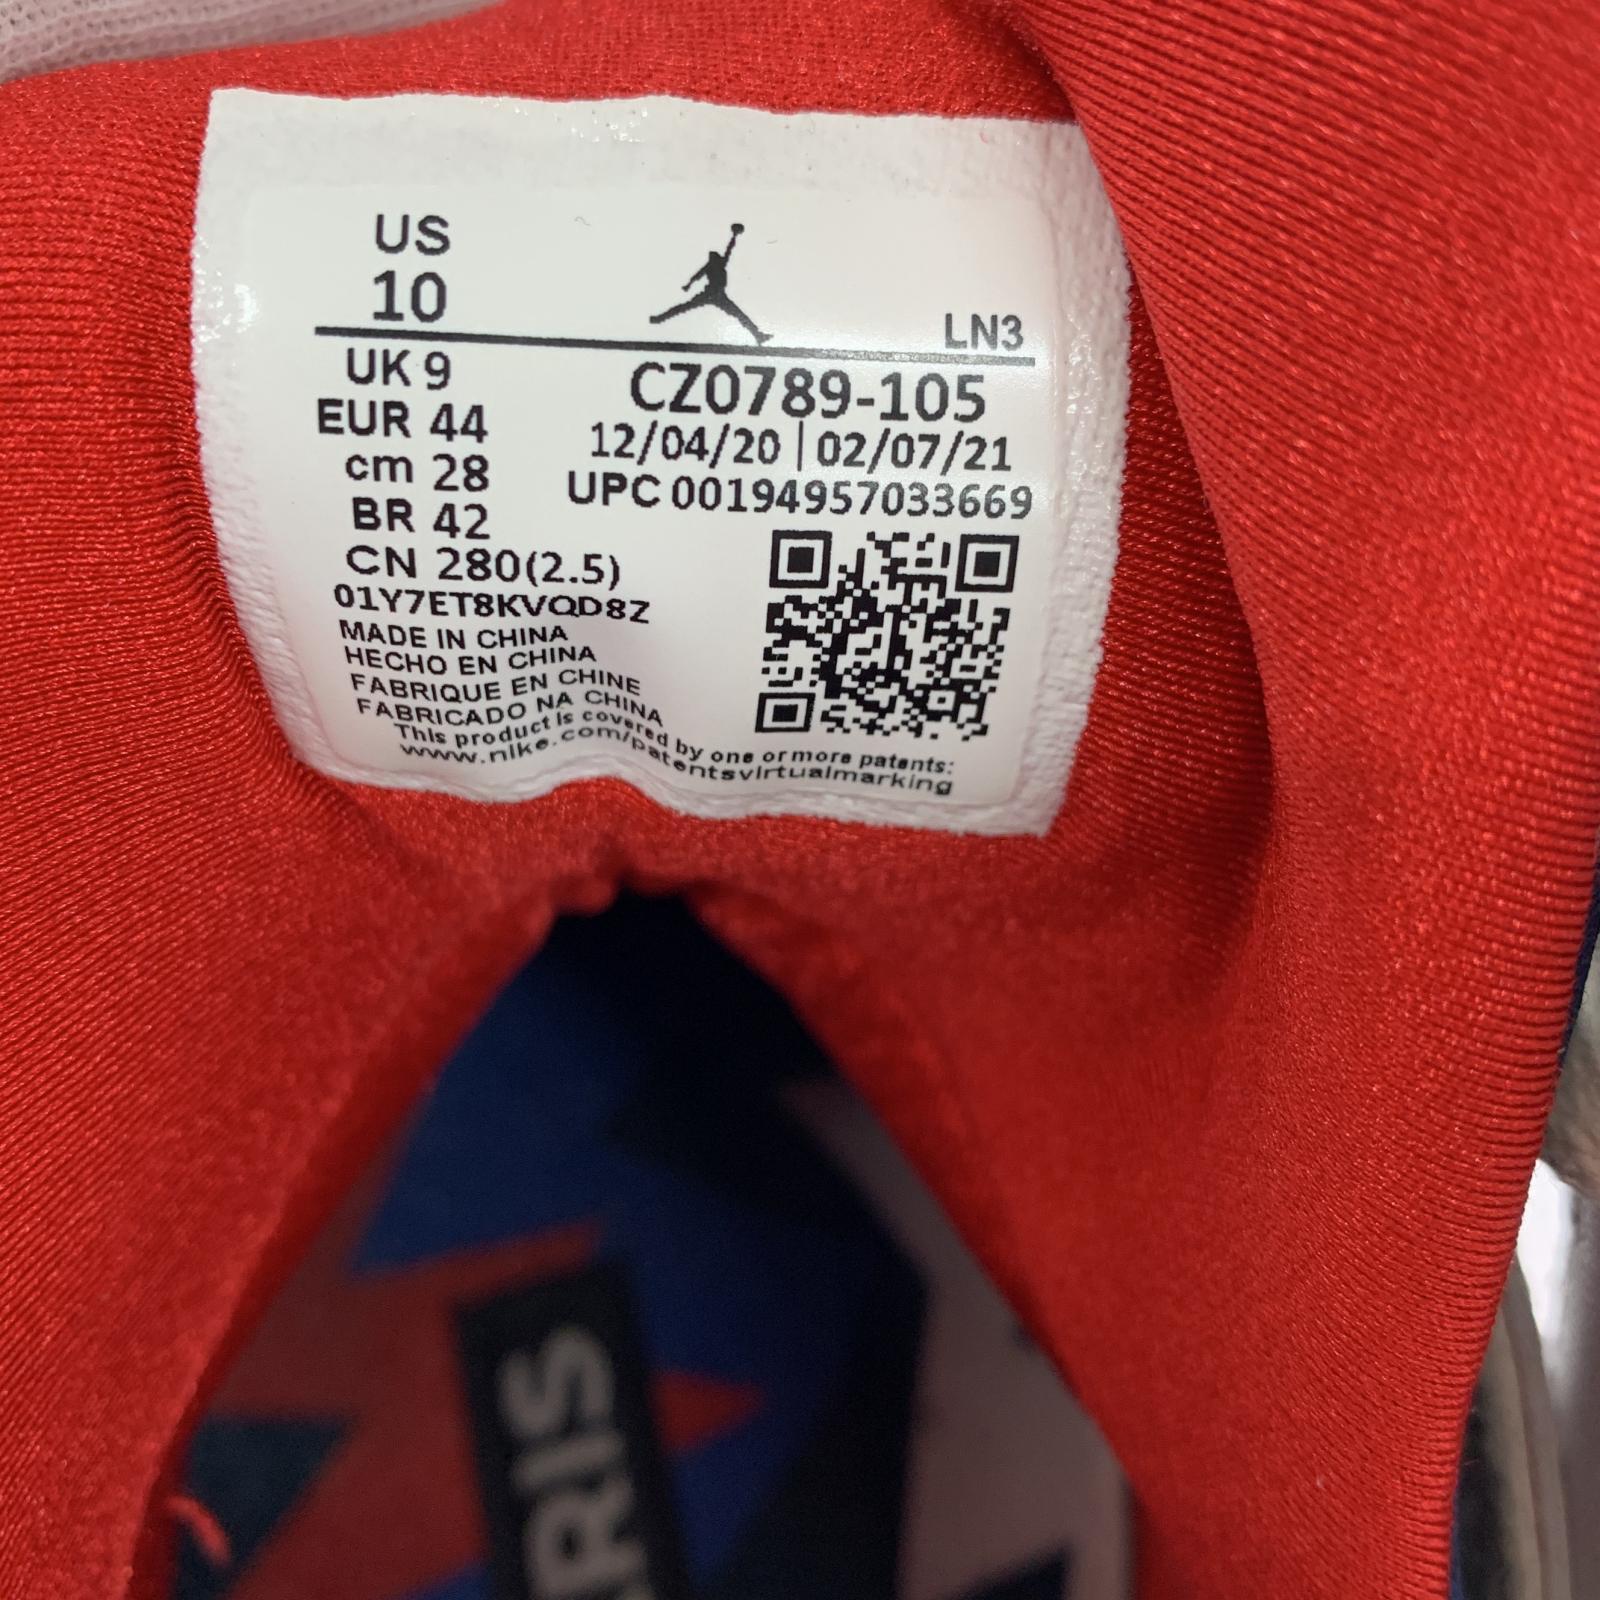 US
10
LN3
UK 9
EUR 44
cm 28
BR 42
CN 280(2.5)
01Y7ET8KVQD8Z
CZ0789-105
12/04/20 | 02/07/21
UPC 00194957033669
MADE IN CHINA
HECHO EN CHINA
FABRIQUE EN CHINE
FABRICADO NA CHINA
This product is covered by one or more patents:
www.nike.com/patentsvirtualmarking
RIS